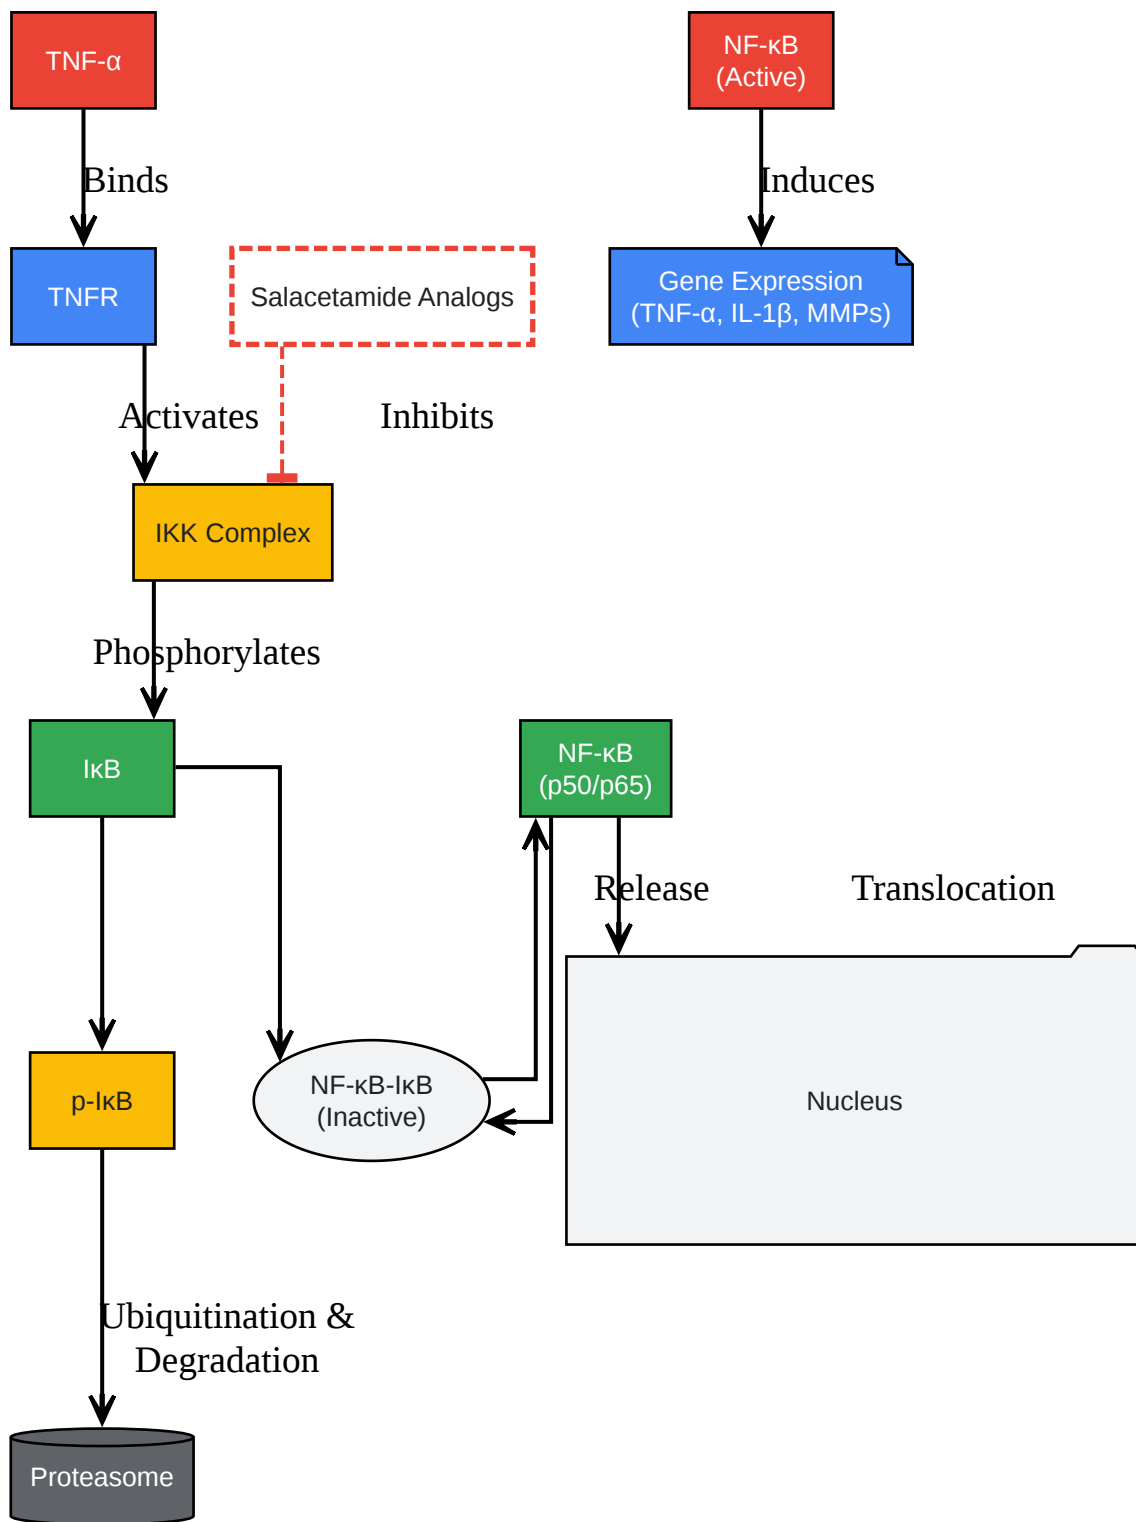 TNF-α
NF-κB
(Active)
Binds
Induces
TNFR
Salacetamide Analogs
Gene Expression
(TNF-α, IL-1β, MMPs)
Activates
Inhibits
IKK Complex
Phosphorylates
IκB
NF-κB
(p50/p65)
Release
Translocation
p-IκB
NF-κB-IκB
(Inactive)
Nucleus
Ubiquitination &
Degradation
Proteasome